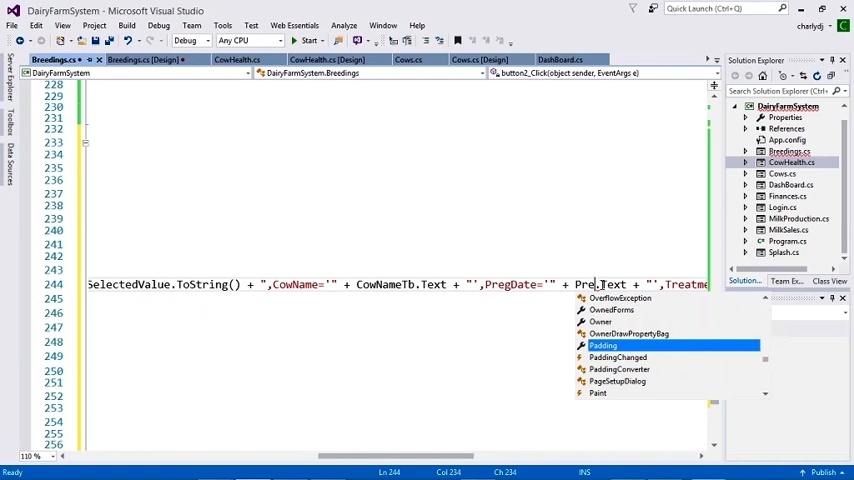 DairyFarmSystem - Microsoft Visual Studio
Quick Launch (Ctrl+Q)
FILE EDIT VIEW PROJECT BUILD DEBUG TEAM TOOLS TEST WEB ESSENTIALS ANALYZE WINDOW HELP
charlydj
Debug Any CPU Start
Breedings.cs Breedings.cs [Design] CowHealth.cs CowHealth.cs [Design] Cows.cs Cows.cs [Design] DashBoard.cs
Solution Explorer
DairyFarmSystem DairyFarmSystem.Breedings button2_Click(object sender, EventArgs e)
Server Explorer
Toolbox
Data Sources
Search Solution Explorer (Ctrl+
DairyFarmSystem
Properties
References
App.config
Breedings.cs
CowHealth.cs
Cows.cs
DashBoard.cs
Finances.cs
Login.cs
MilkProduction.cs
MilkSales.cs
Program.cs
Splash.cs
Solution... Team Ex... Class View
228
229
230
231
232
233
234
235
236
237
238
239
240
241
242
243
244 SelectedValue.ToString() + ",CowName='" + CowNameTb.Text + "',PregDate='" + Pre.Text + "',Treatme
245
246
247
248
249
250
251
252
253
254
255
256
OverflowException
OwnedForms
Owner
OwnerDrawPropertyBag
Padding
PaddingChanged
PaddingConverter
PageSetupDialog
Paint
110 %
Ready Ln 244 Col 234 Ch 234 INS Publish